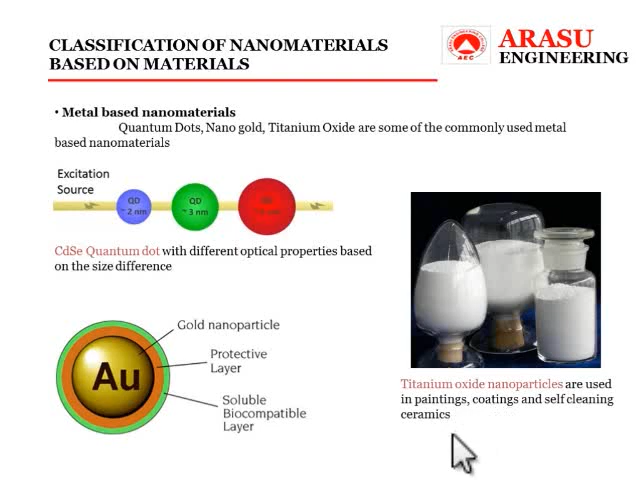 CLASSIFICATION OF NANOMATERIALS
BASED ON MATERIALS
AEC
ARASU
ENGINEERING
• Metal based nanomaterials
Quantum Dots, Nano gold, Titanium Oxide are some of the commonly used metal
based nanomaterials
Excitation
Source
QD
~ 2 nm
QD
~ 3 nm
CdSe Quantum dot with different optical properties based
on the size difference
Gold nanoparticle
Protective
Layer
Au
Soluble
Biocompatible
Layer
Titanium oxide nanoparticles are used
in paintings, coatings and self cleaning
ceramics